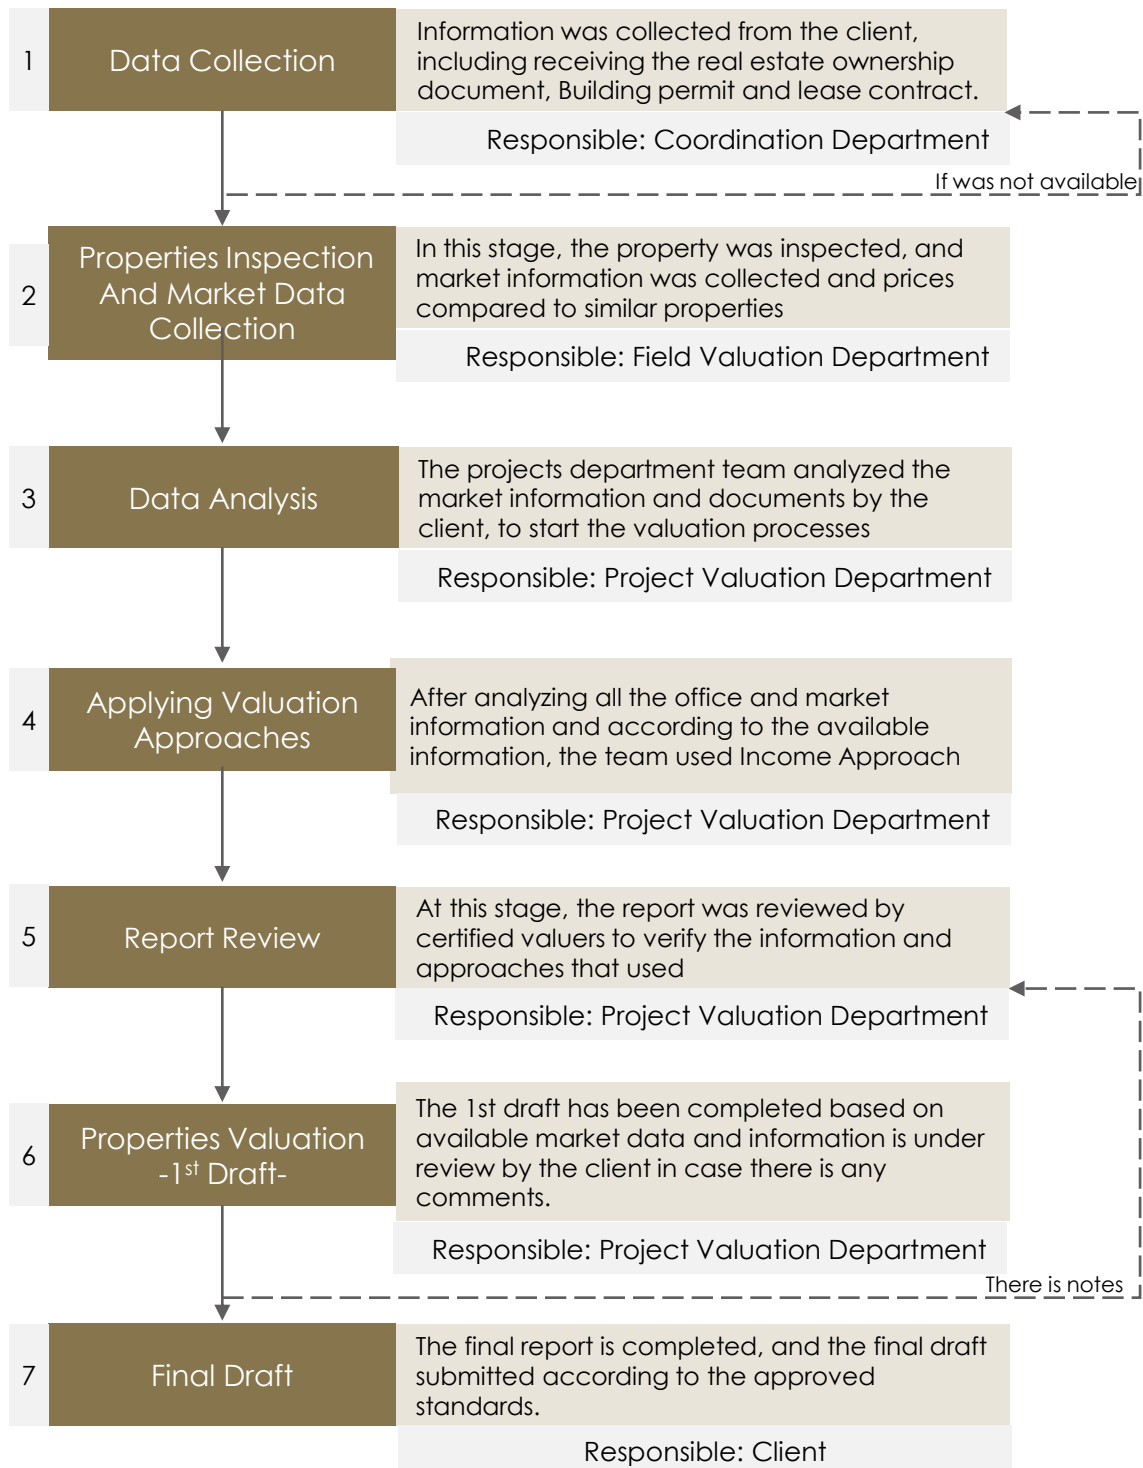 1
Data Collection
Information was collected from the client,
including receiving the real estate ownership
document, Building permit and lease contract.
Responsible: Coordination Department
If was not available
2
Properties Inspection
And Market Data
Collection
In this stage, the property was inspected, and
market information was collected and prices
compared to similar properties
Responsible: Field Valuation Department
3
Data Analysis
The projects department team analyzed the
market information and documents by the
client, to start the valuation processes
Responsible: Project Valuation Department
4
Applying Valuation
Approaches
After analyzing all the office and market
information and according to the available
information, the team used Income Approach
Responsible: Project Valuation Department
5
Report Review
At this stage, the report was reviewed by
certified valuers to verify the information and
approaches that used
Responsible: Project Valuation Department
6
Properties Valuation
-1st Draft-
The 1st draft has been completed based on
available market data and information is under
review by the client in case there is any
comments.
Responsible: Project Valuation Department
There is notes
7
Final Draft
The final report is completed, and the final draft
submitted according to the approved
standards.
Responsible: Client